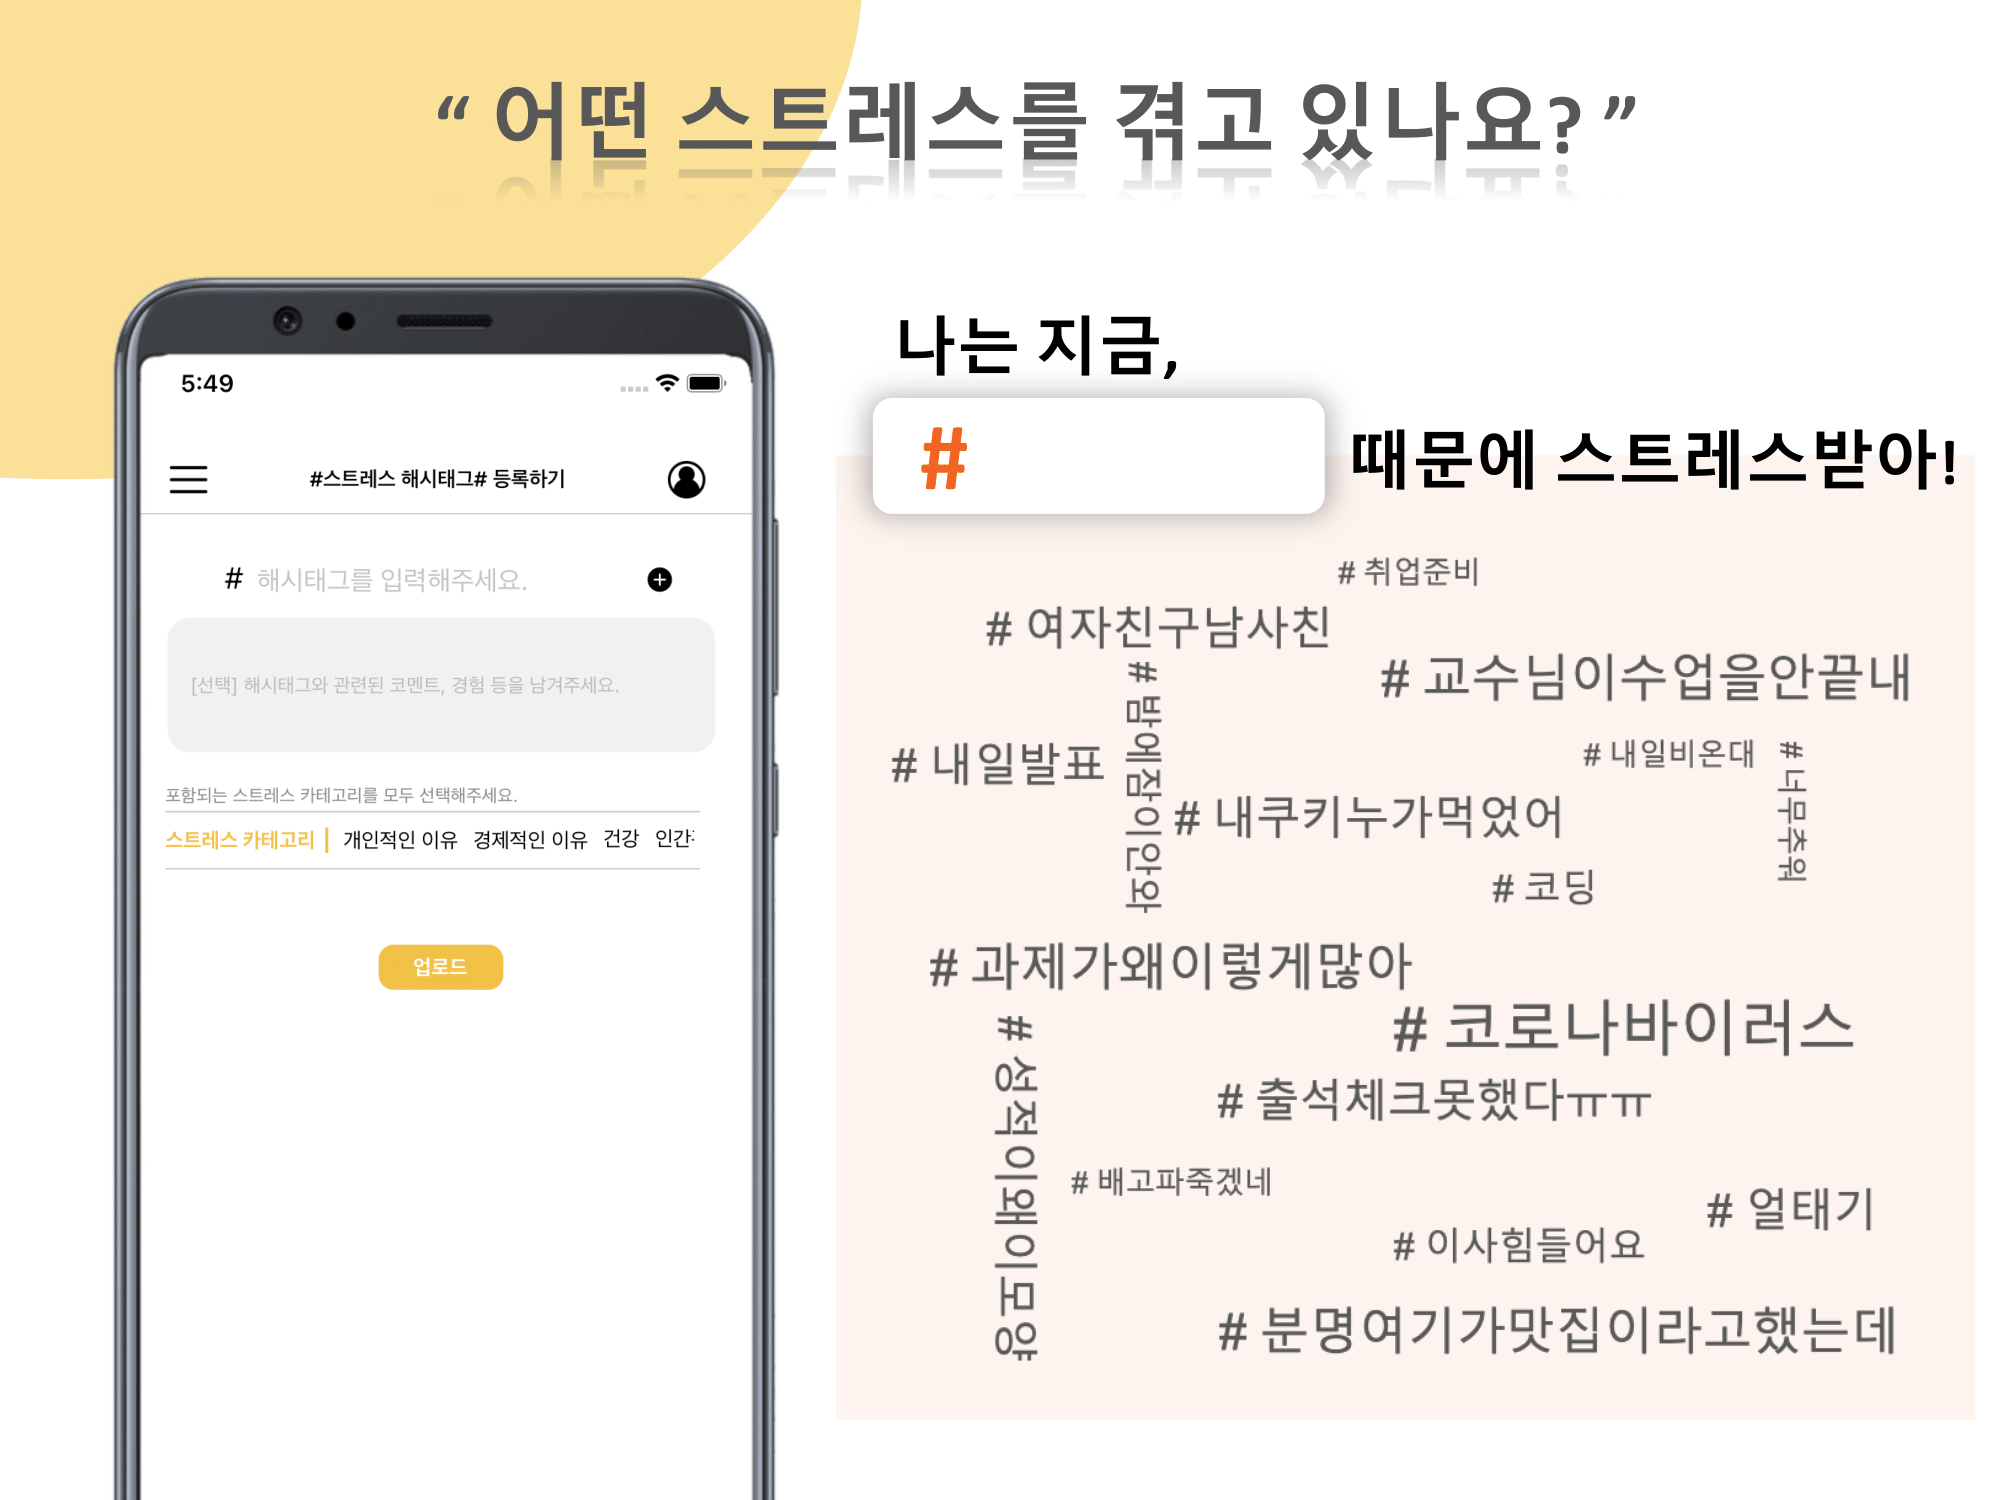 “ 어떤 스트레스를 겪고 있나요? ”
5:49
#스트레스 해시태그# 등록하기
# 해시태그를 입력해주세요.
[선택] 해시태그와 관련된 코멘트, 경험 등을 남겨주세요.
포함되는 스트레스 카테고리를 모두 선택해주세요.
스트레스 카테고리 | 개인적인 이유 경제적인 이유 건강 인간
업로드
나는 지금,
#
때문에 스트레스받아!
# 취업준비
# 여자친구남사친
# 교수님이수업을안끝내
# 밤에잠이안와
# 내일발표
# 내일비온대
# 너무추워
# 내쿠키누가먹었어
# 코딩
# 과제가왜이렇게많아
# 코로나바이러스
# 성적이왜이모양
# 출석체크못했다ㅠㅠ
# 배고파죽겠네
# 얼태기
# 이사힘들어요
# 분명여기가맛집이라고했는데